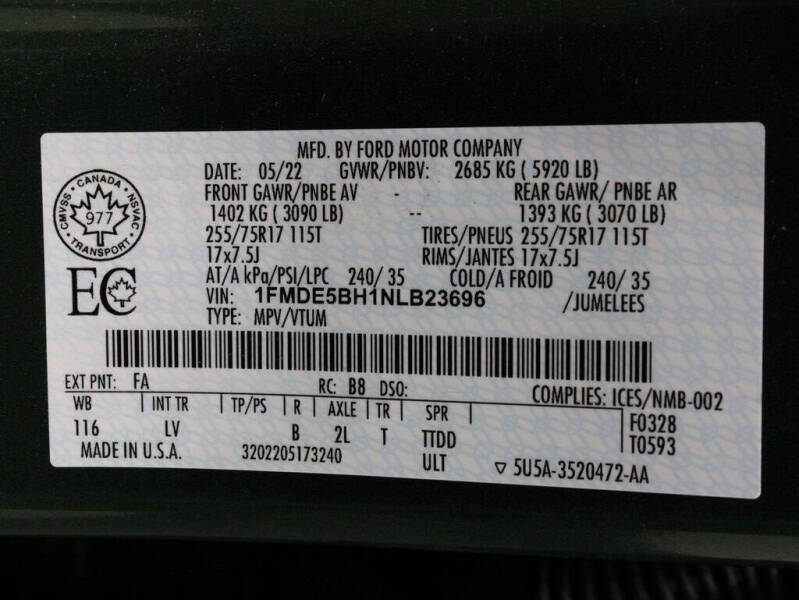 MFD. BY FORD MOTOR COMPANY
DATE: 05/22 GVWR/PNBV: 2685 KG ( 5920 LB)
FRONT GAWR/PNBE AV - REAR GAWR/ PNBE AR
1402 KG ( 3090 LB) -- 1393 KG ( 3070 LB)
255/75R17 115T TIRES/PNEUS 255/75R17 115T
17x7.5J RIMS/JANTES 17x7.5J
AT/A kPa/PSI/LPC 240/ 35 COLD/A FROID 240/ 35
VIN: 1FMDE5BH1NLB23696 /JUMELEES
TYPE: MPV/VTUM
CMVSS · CANADA · NSVAC
977
· TRANSPORT ·
EC
EXT PNT: FA RC: B8 DSO: COMPLIES: ICES/NMB-002
WB | INT TR | TP/PS | R | AXLE | TR | SPR F0328
116 LV B 2L T TTDD T0593
MADE IN U.S.A. 3202205173240 ULT ▽ 5U5A-3520472-AA